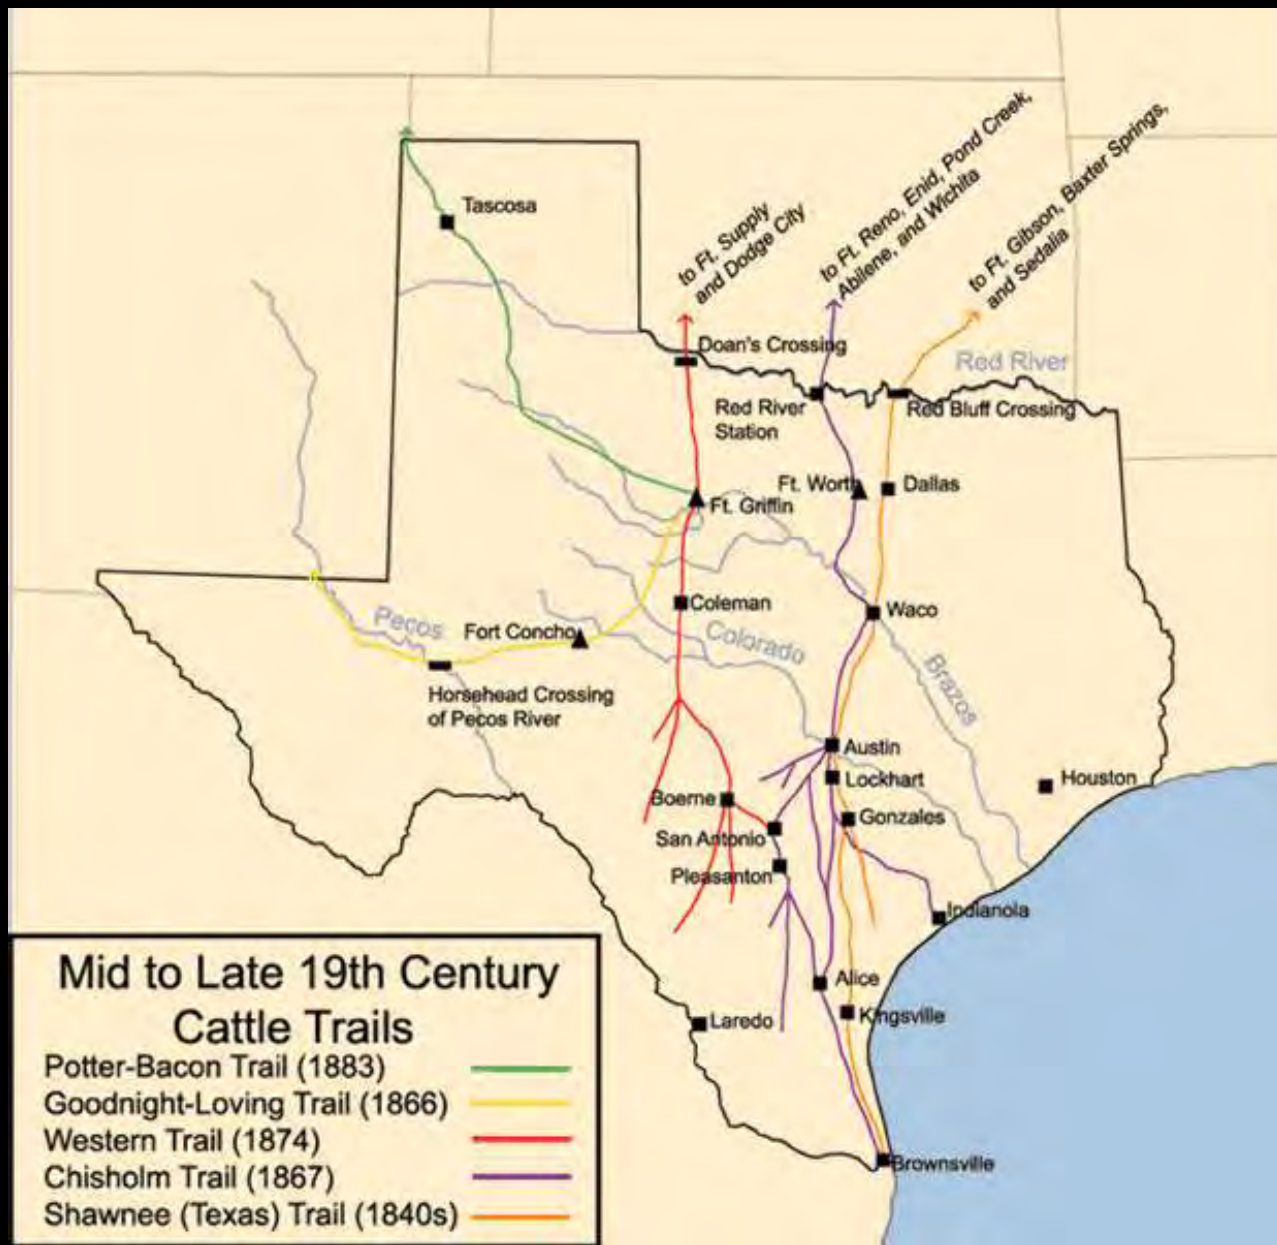 to Ft. Supply
and Dodge City
to Ft. Reno, Enid, Pond Creek,
Abilene, and Wichita
to Ft. Gibson, Baxter Springs,
and Sedalia
Tascosa
Doan's Crossing
Red River
Red River
Station
Red Bluff Crossing
Ft. Worth
Dallas
Ft. Griffin
Coleman
Waco
Pecos
Fort Concho
Colorado
Brazos
Horsehead Crossing
of Pecos River
Austin
Lockhart
Houston
Boerne
Gonzales
San Antonio
Pleasanton
Indianola
Alice
Laredo
Kingsville
Brownsville
Mid to Late 19th Century
Cattle Trails
Potter-Bacon Trail (1883)
Goodnight-Loving Trail (1866)
Western Trail (1874)
Chisholm Trail (1867)
Shawnee (Texas) Trail (1840s)